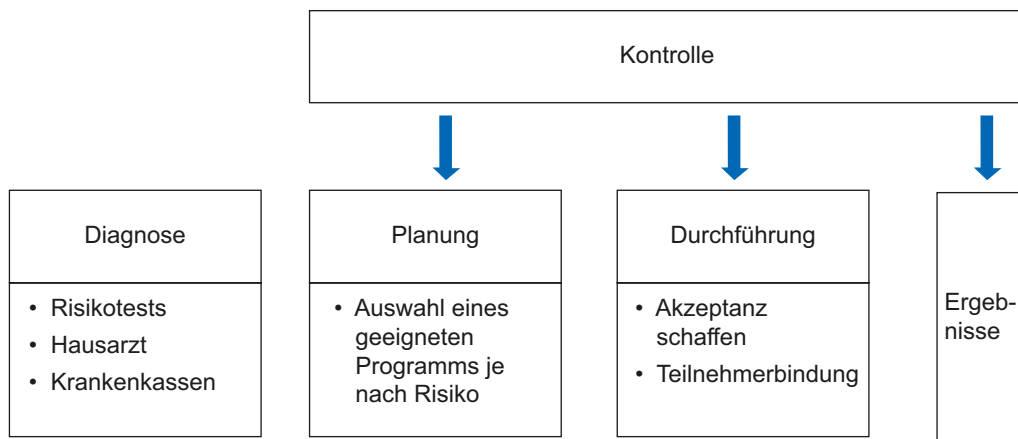 Kontrolle
Diagnose
• Risikotests
• Hausarzt
• Krankenkassen
Planung
• Auswahl eines
geeigneten
Programms je
nach Risiko
Durchführung
• Akzeptanz
schaffen
• Teilnehmerbindung
Ergeb-
nisse